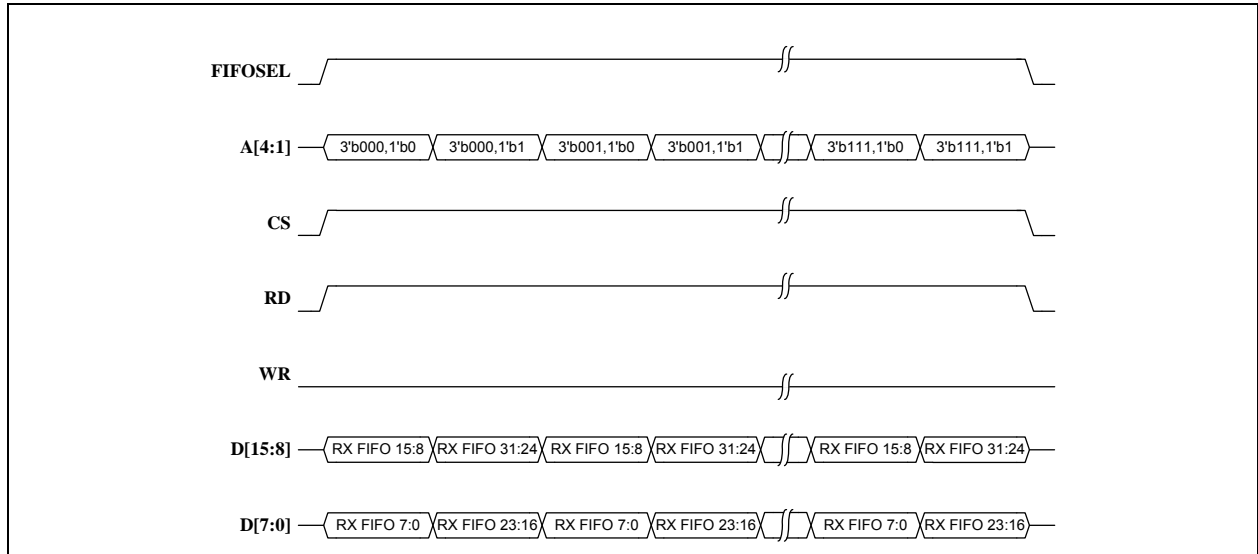 FIFOSEL
A[4:1] 3'b000,1'b0 3'b000,1'b1 3'b001,1'b0 3'b001,1'b1 3'b111,1'b0 3'b111,1'b1
CS
RD
WR
D[15:8] RX FIFO 15:8 RX FIFO 31:24 RX FIFO 15:8 RX FIFO 31:24 RX FIFO 15:8 RX FIFO 31:24
D[7:0] RX FIFO 7:0 RX FIFO 23:16 RX FIFO 7:0 RX FIFO 23:16 RX FIFO 7:0 RX FIFO 23:16